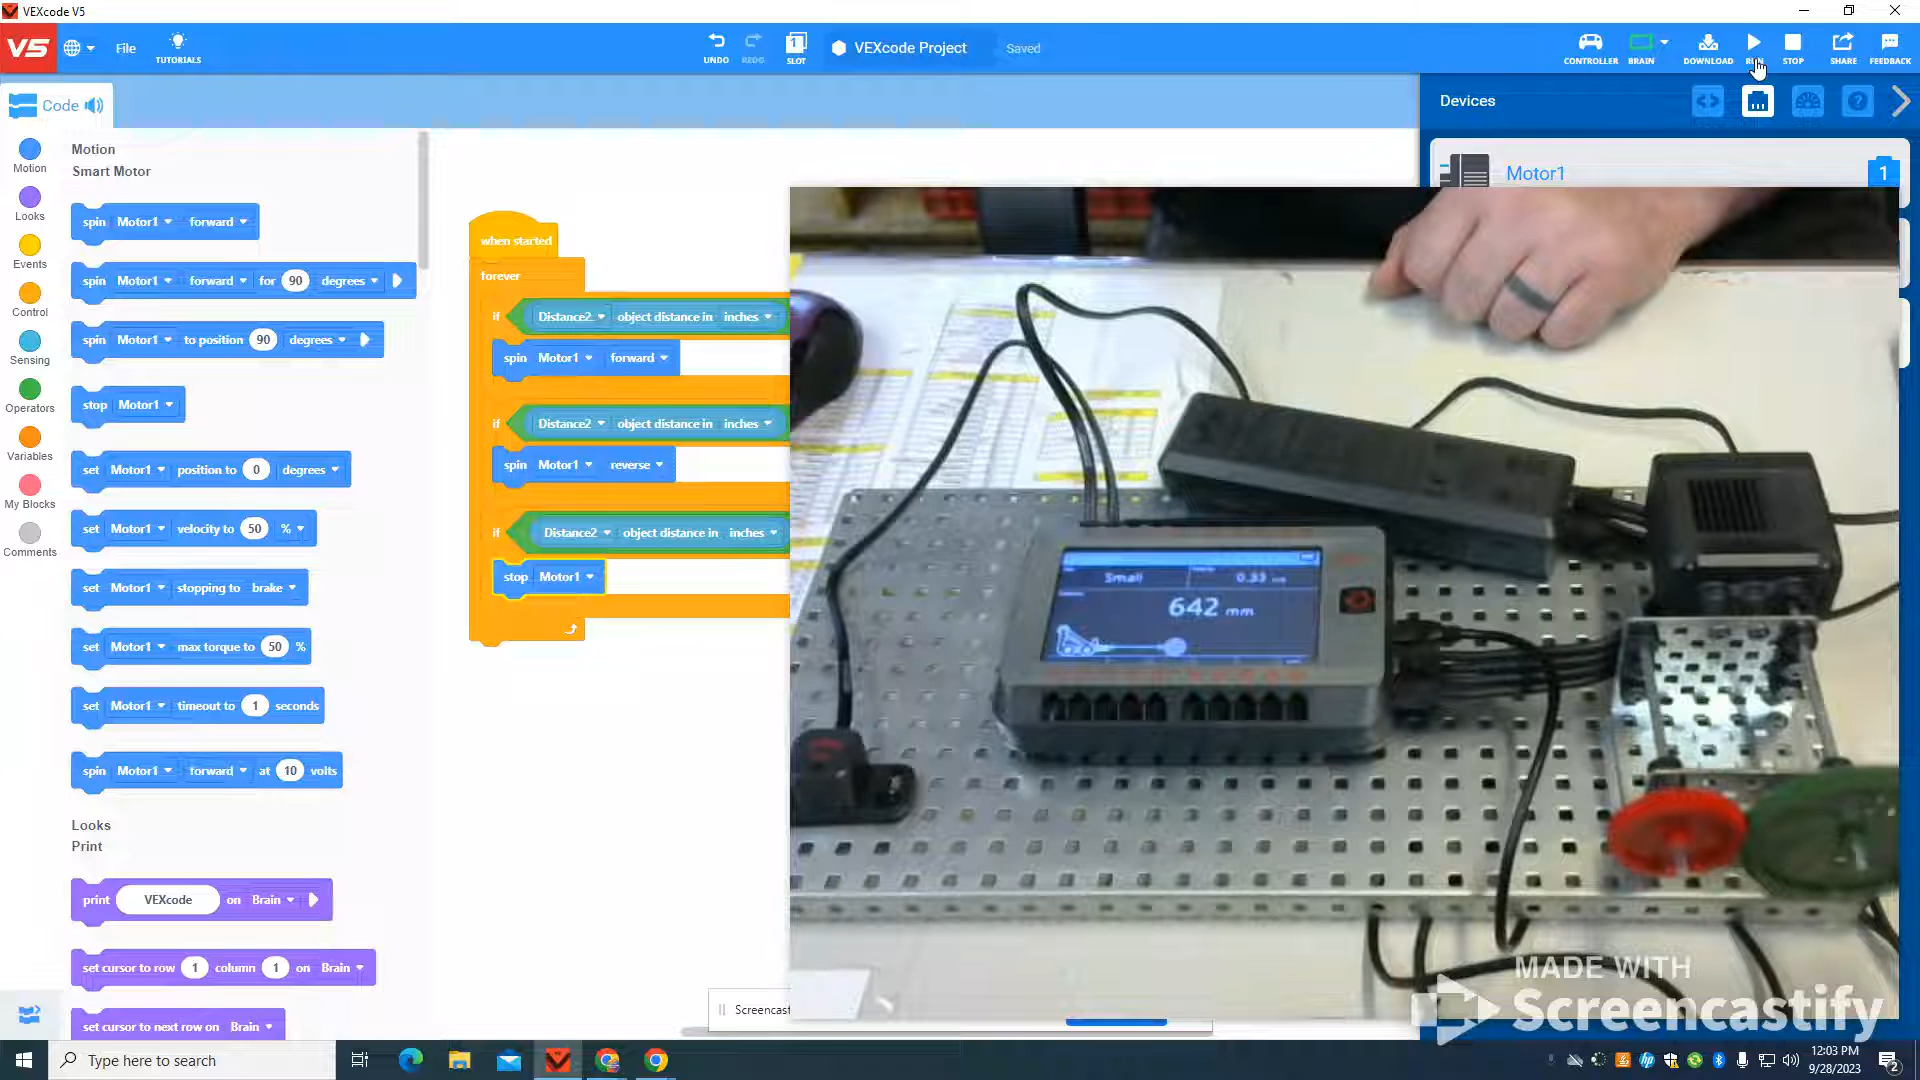 VEXcode V5
V5
File
TUTORIALS
UNDO
REDO
1
SLOT
VEXcode Project
Saved
CONTROLLER
BRAIN
DOWNLOAD
STOP
SHARE
FEEDBACK
Code
Devices
Motor1
1
Motion
Looks
Events
Control
Sensing
Operators
Variables
My Blocks
Comments
Motion
Smart Motor
spin Motor1 forward
spin Motor1 forward for 90 degrees
spin Motor1 to position 90 degrees
stop Motor1
set Motor1 position to 0 degrees
set Motor1 velocity to 50 %
set Motor1 stopping to brake
set Motor1 max torque to 50 %
set Motor1 timeout to 1 seconds
spin Motor1 forward at 10 volts
Looks
Print
print VEXcode on Brain
set cursor to row 1 column 1 on Brain
set cursor to next row on Brain
when started
forever
if Distance2 object distance in inches
spin Motor1 forward
if Distance2 object distance in inches
spin Motor1 reverse
if Distance2 object distance in inches
stop Motor1
Small
0.33
642 mm
MADE WITH
Screencastify
Screencast
Type here to search
12:03 PM
9/28/2023
2